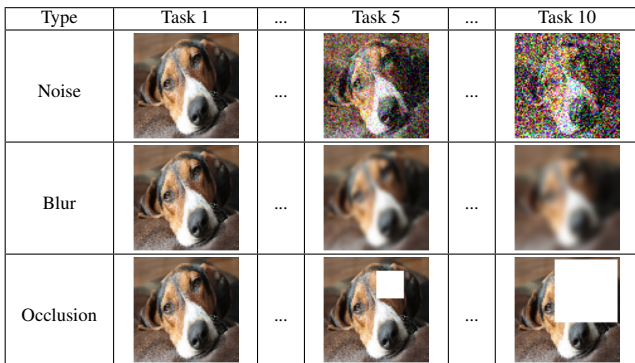 Type Task 1 ... Task 5 ... Task 10
Noise ... ...
Blur ... ...
Occlusion ... ...